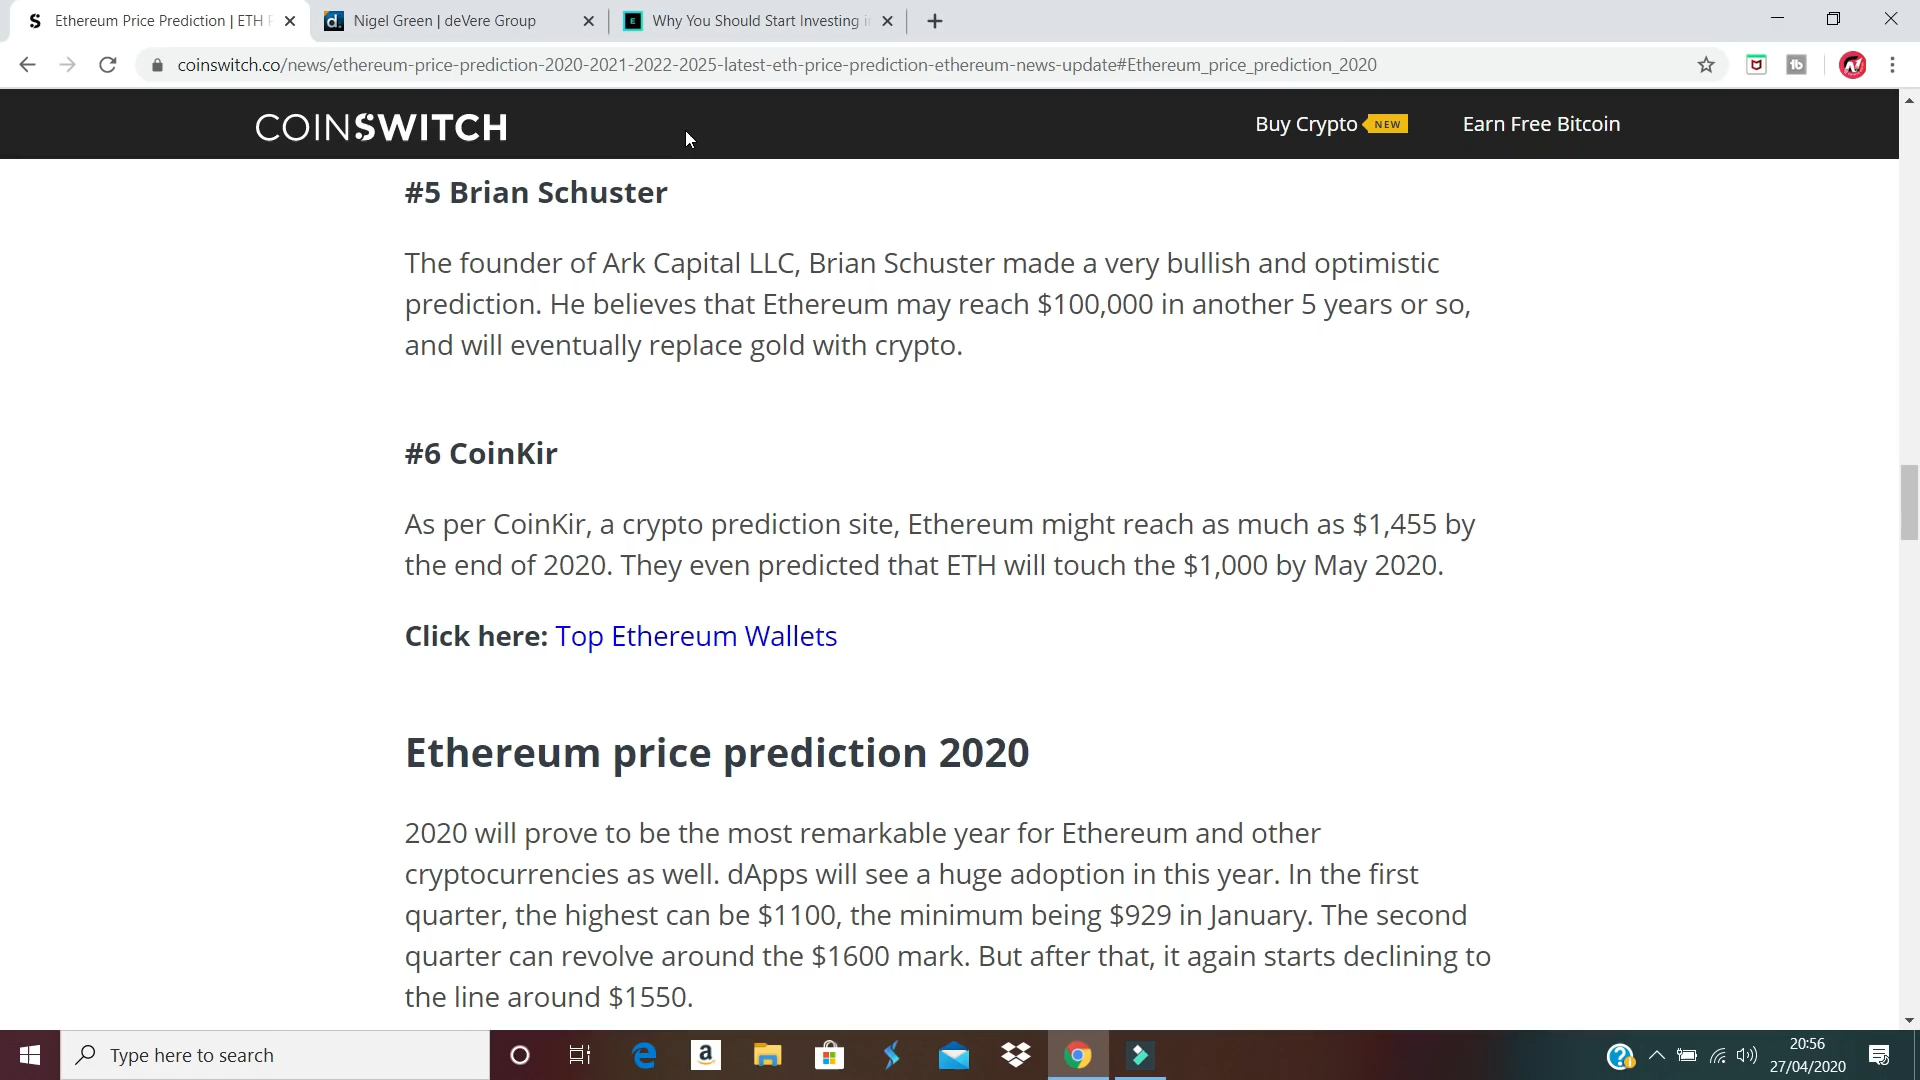 Ethereum Price Prediction | ETH
Nigel Green | deVere Group
Why You Should Start Investing
coinswitch.co/news/ethereum-price-prediction-2020-2021-2022-2025-latest-eth-price-prediction-ethereum-news-update#Ethereum_price_prediction_2020
COINSWITCH
Buy Crypto NEW
Earn Free Bitcoin
#5 Brian Schuster
The founder of Ark Capital LLC, Brian Schuster made a very bullish and optimistic
prediction. He believes that Ethereum may reach $100,000 in another 5 years or so,
and will eventually replace gold with crypto.
#6 CoinKir
As per CoinKir, a crypto prediction site, Ethereum might reach as much as $1,455 by
the end of 2020. They even predicted that ETH will touch the $1,000 by May 2020.
Click here: Top Ethereum Wallets
Ethereum price prediction 2020
2020 will prove to be the most remarkable year for Ethereum and other
cryptocurrencies as well. dApps will see a huge adoption in this year. In the first
quarter, the highest can be $1100, the minimum being $929 in January. The second
quarter can revolve around the $1600 mark. But after that, it again starts declining to
the line around $1550.
Type here to search
20:56
27/04/2020